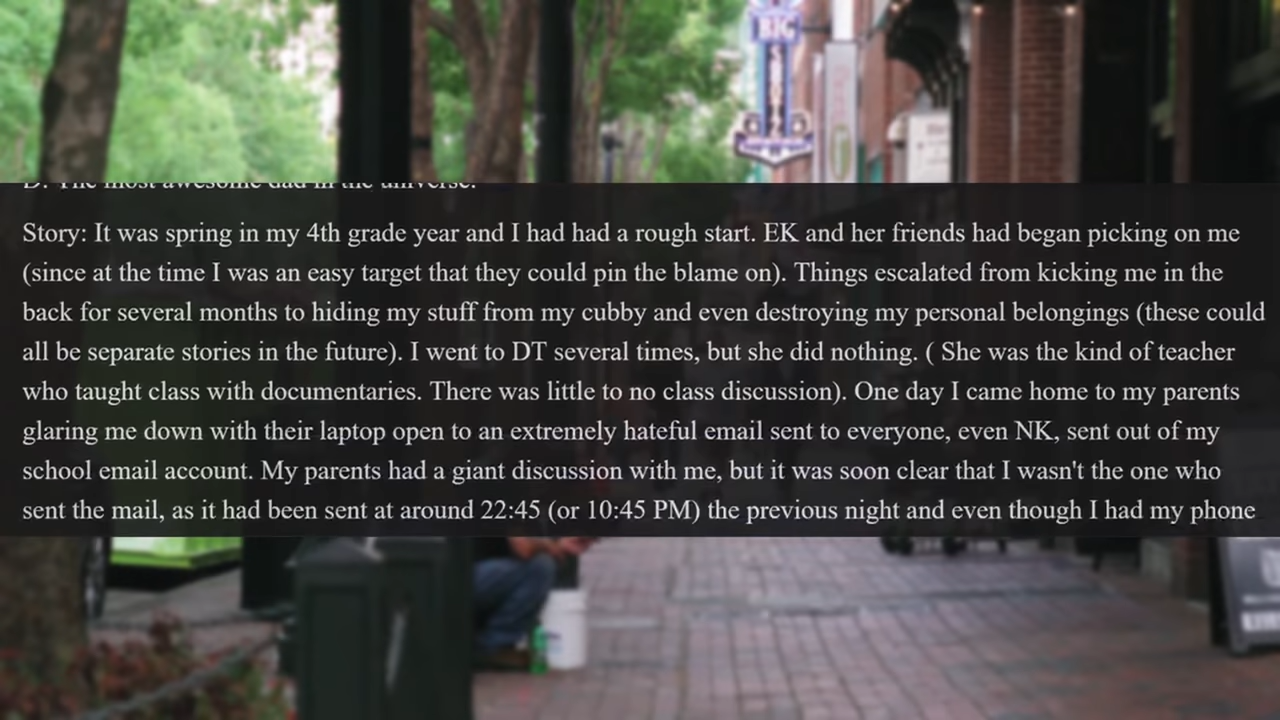 D: The most awesome dad in the universe.
Story: It was spring in my 4th grade year and I had had a rough start. EK and her friends had began picking on me
(since at the time I was an easy target that they could pin the blame on). Things escalated from kicking me in the
back for several months to hiding my stuff from my cubby and even destroying my personal belongings (these could
all be separate stories in the future). I went to DT several times, but she did nothing. ( She was the kind of teacher
who taught class with documentaries. There was little to no class discussion). One day I came home to my parents
glaring me down with their laptop open to an extremely hateful email sent to everyone, even NK, sent out of my
school email account. My parents had a giant discussion with me, but it was soon clear that I wasn't the one who
sent the mail, as it had been sent at around 22:45 (or 10:45 PM) the previous night and even though I had my phone
BIG